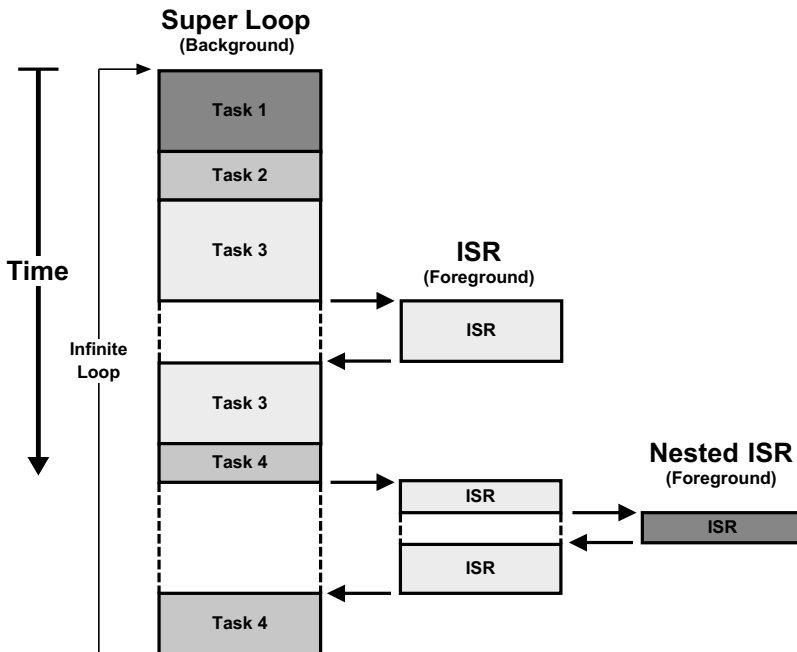 Super Loop
(Background)
Task 1
Task 2
Task 3
ISR
(Foreground)
Time
ISR
Infinite
Loop
Task 3
Task 4
Nested ISR
(Foreground)
ISR
ISR
ISR
Task 4